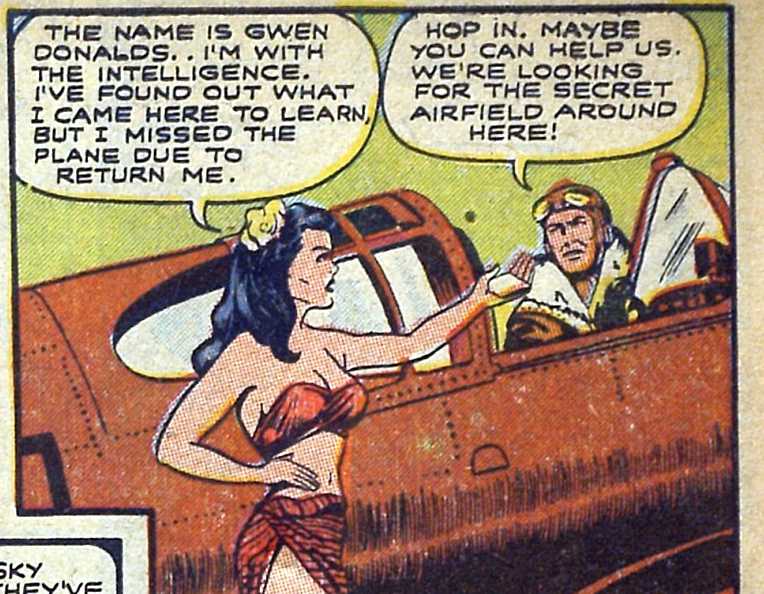 THE NAME IS GWEN
DONALDS.. I'M WITH
THE INTELLIGENCE.
I'VE FOUND OUT WHAT
I CAME HERE TO LEARN,
BUT I MISSED THE
PLANE DUE TO
RETURN ME.
HOP IN. MAYBE
YOU CAN HELP US.
WE'RE LOOKING
FOR THE SECRET
AIRFIELD AROUND
HERE!
SKY
THEY'VE